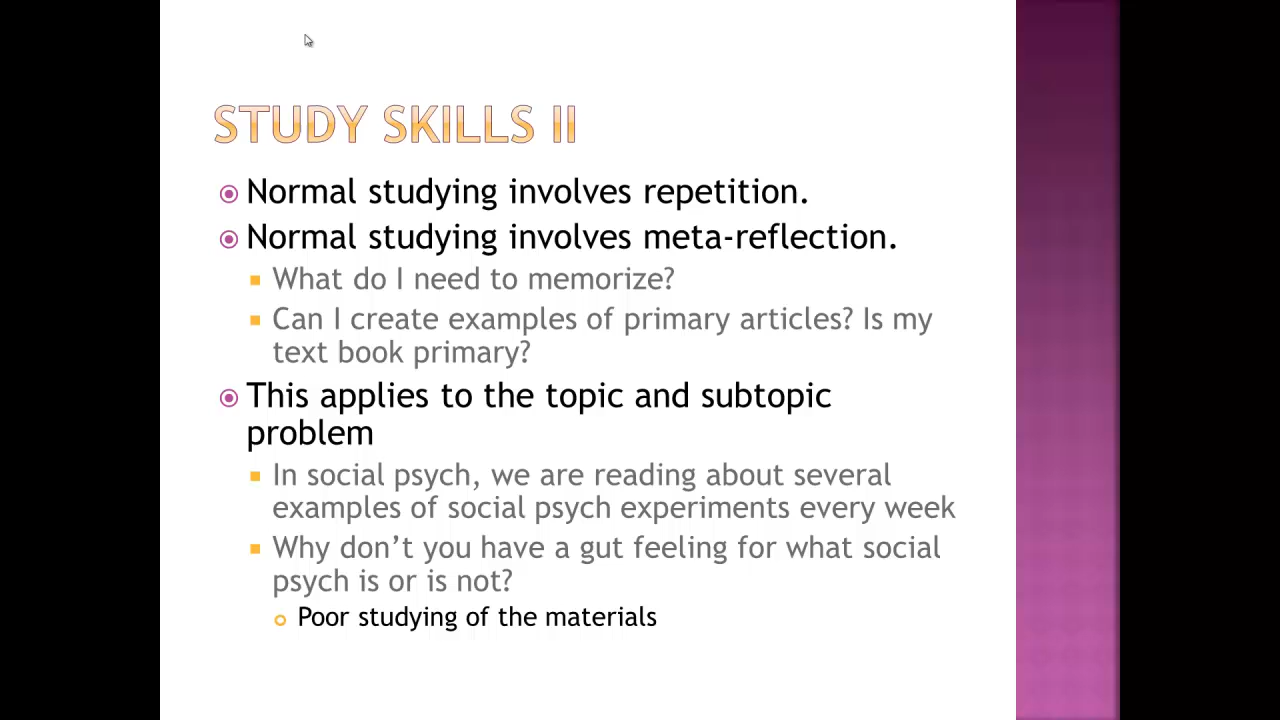 STUDY SKILLS II
Normal studying involves repetition.
Normal studying involves meta-reflection.
What do I need to memorize?
Can I create examples of primary articles? Is my
text book primary?
This applies to the topic and subtopic
problem
In social psych, we are reading about several
examples of social psych experiments every week
Why don’t you have a gut feeling for what social
psych is or is not?
Poor studying of the materials